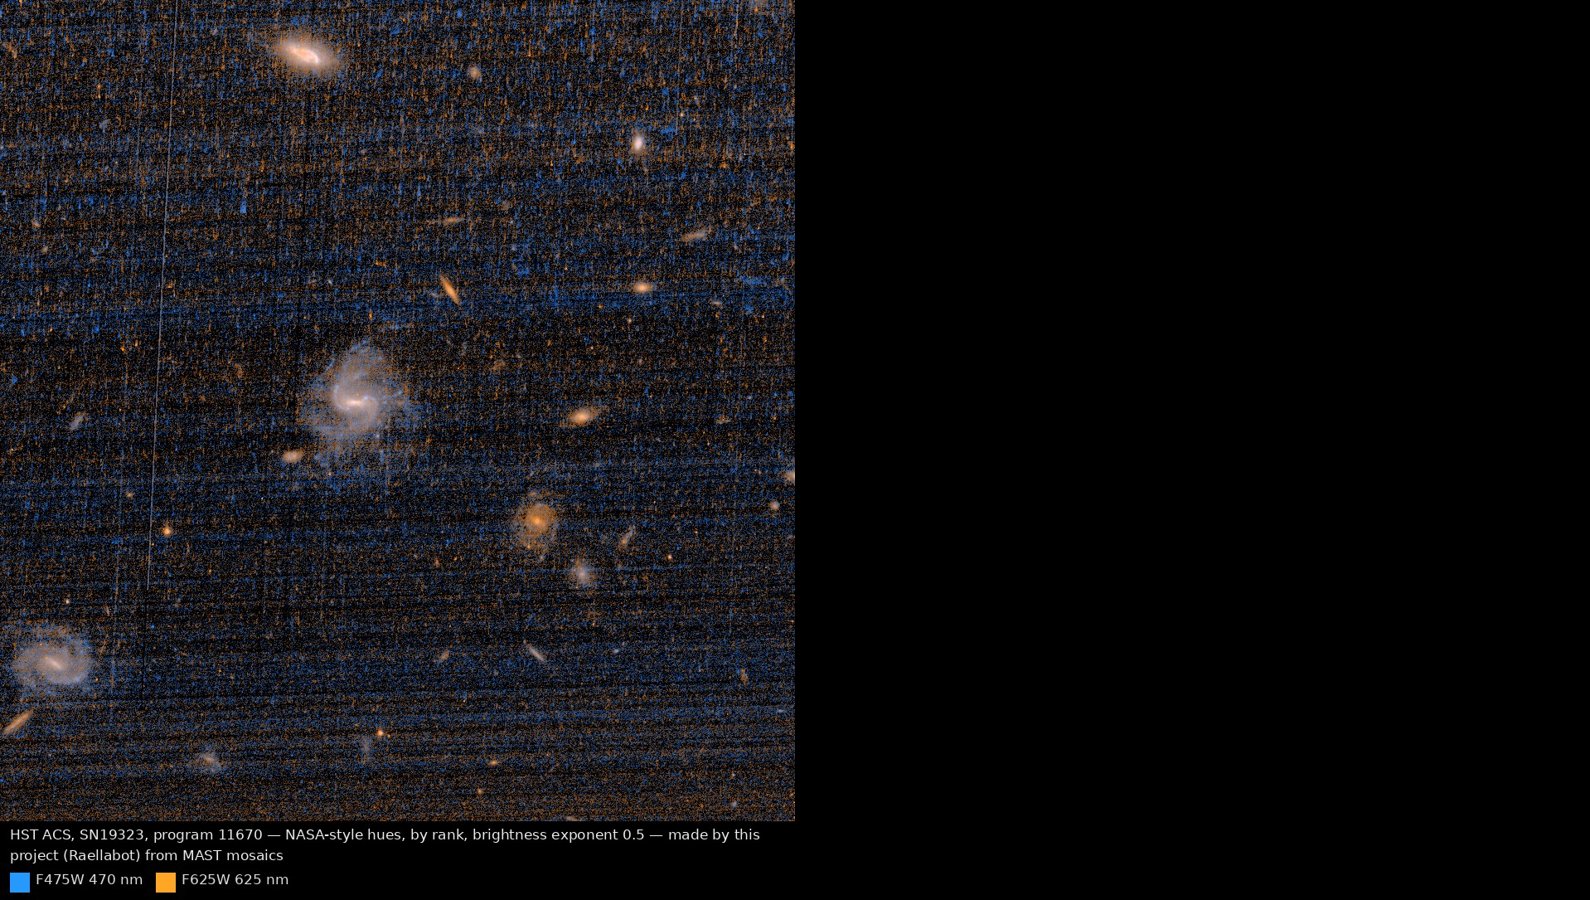 HST ACS, SN19323, program 11670 — NASA-style hues, by rank, brightness exponent 0.5 — made by this
project (Raellabot) from MAST mosaics
F475W 470 nm F625W 625 nm